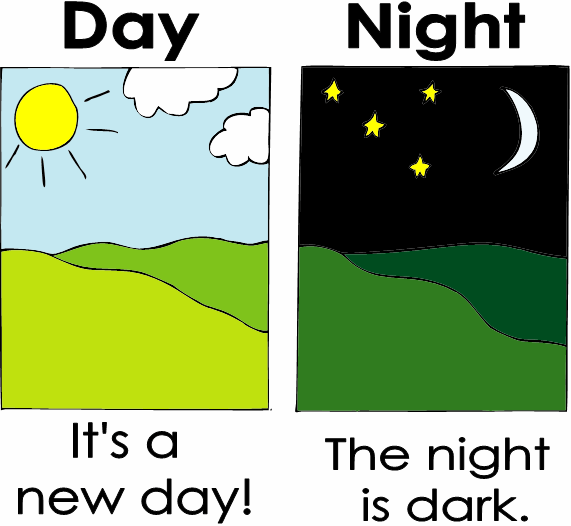 Day
Night
It's a
new day!
The night
is dark.